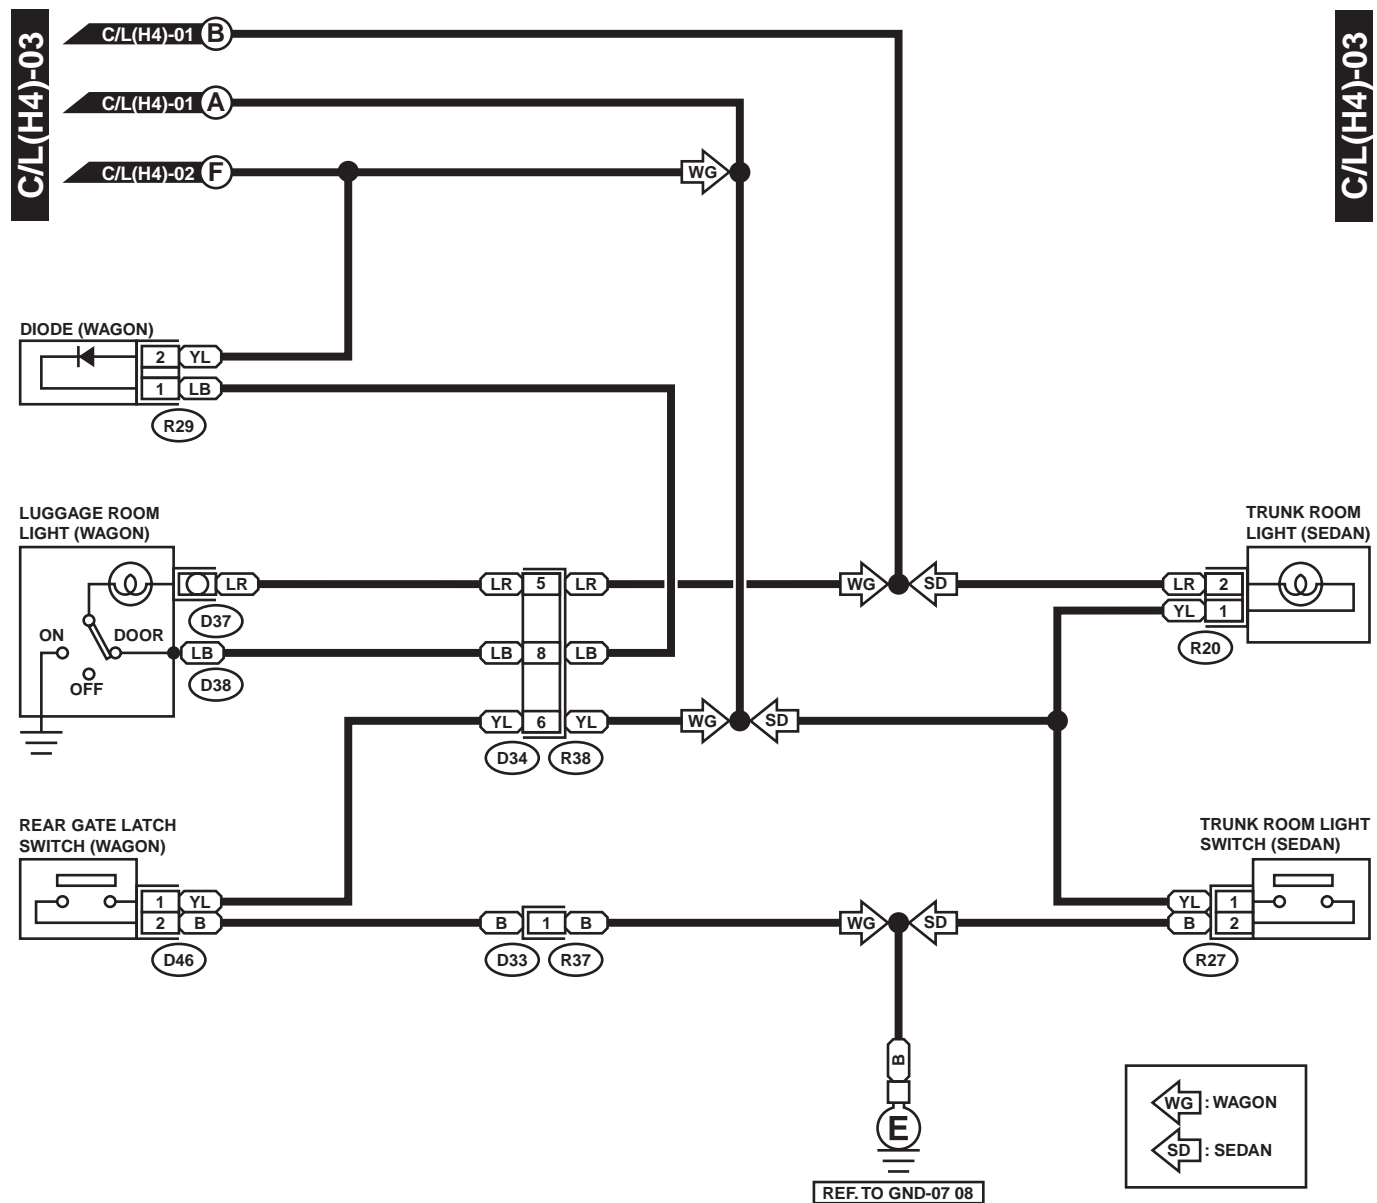 C/L(H4)-03
C/L(H4)-01 B
C/L(H4)-03
C/L(H4)-01 A
C/L(H4)-02 F
WG
DIODE (WAGON)
2 YL
1 LB
R29
LUGGAGE ROOM
LIGHT (WAGON)
TRUNK ROOM
LIGHT (SEDAN)
LR LR 5 LR WG SD LR 2
YL 1
D37
ON DOOR
LB LB 8 LB
R20
OFF
D38
YL 6 YL WG SD
D34 R38
REAR GATE LATCH
SWITCH (WAGON)
TRUNK ROOM LIGHT
SWITCH (SEDAN)
1 YL
YL 1
2 B B 1 B WG SD B 2
D46 D33 R37 R27
B
E
REF. TO GND-07 08
WG : WAGON
SD : SEDAN